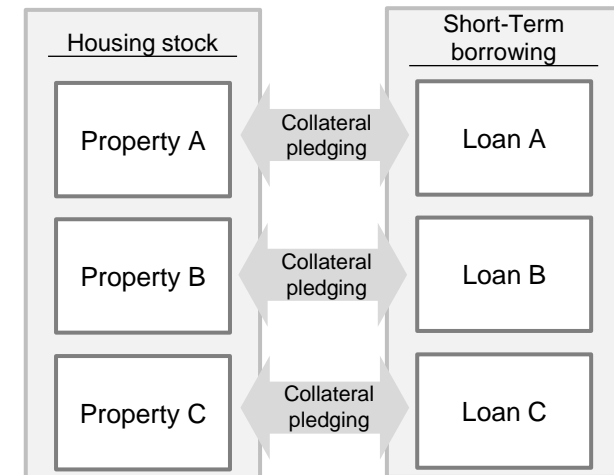 Housing stock
Short-Term
borrowing
Property A
Collateral
pledging
Loan A
Property B
Collateral
pledging
Loan B
Property C
Collateral
pledging
Loan C